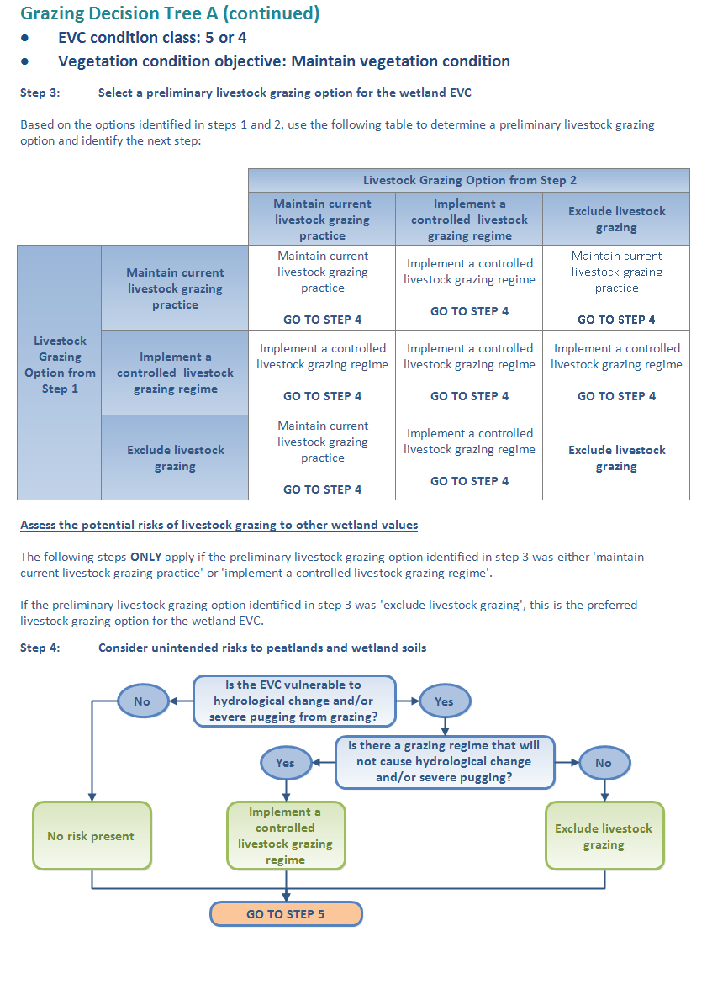 Grazing Decision Tree A (continued)
• EVC condition class: 5 or 4
• Vegetation condition objective: Maintain vegetation condition
Step 3: Select a preliminary livestock grazing option for the wetland EVC
Based on the options identified in steps 1 and 2, use the following table to determine a preliminary livestock grazing
option and identify the next step:
Livestock Grazing Option from Step 2
Maintain current
livestock grazing
practice
Implement a
controlled livestock
grazing regime
Exclude livestock
grazing
Livestock
Grazing
Option from
Step 1
Maintain current
livestock grazing
practice
Maintain current
livestock grazing
practice
GO TO STEP 4
Implement a controlled
livestock grazing regime
GO TO STEP 4
Maintain current
livestock grazing
practice
GO TO STEP 4
Implement a
controlled livestock
grazing regime
Implement a controlled
livestock grazing regime
GO TO STEP 4
Implement a controlled
livestock grazing regime
GO TO STEP 4
Implement a controlled
livestock grazing regime
GO TO STEP 4
Exclude livestock
grazing
Maintain current
livestock grazing
practice
GO TO STEP 4
Implement a controlled
livestock grazing regime
GO TO STEP 4
Exclude livestock
grazing
Assess the potential risks of livestock grazing to other wetland values
The following steps ONLY apply if the preliminary livestock grazing option identified in step 3 was either 'maintain
current livestock grazing practice' or 'implement a controlled livestock grazing regime'.
If the preliminary livestock grazing option identified in step 3 was 'exclude livestock grazing', this is the preferred
livestock grazing option for the wetland EVC.
Step 4: Consider unintended risks to peatlands and wetland soils
Is the EVC vulnerable to
hydrological change and/or
severe pugging from grazing?
No
Yes
Is there a grazing regime that will
not cause hydrological change
and/or severe pugging?
Yes
No
No risk present
Implement a
controlled
livestock grazing
regime
Exclude livestock
grazing
GO TO STEP 5